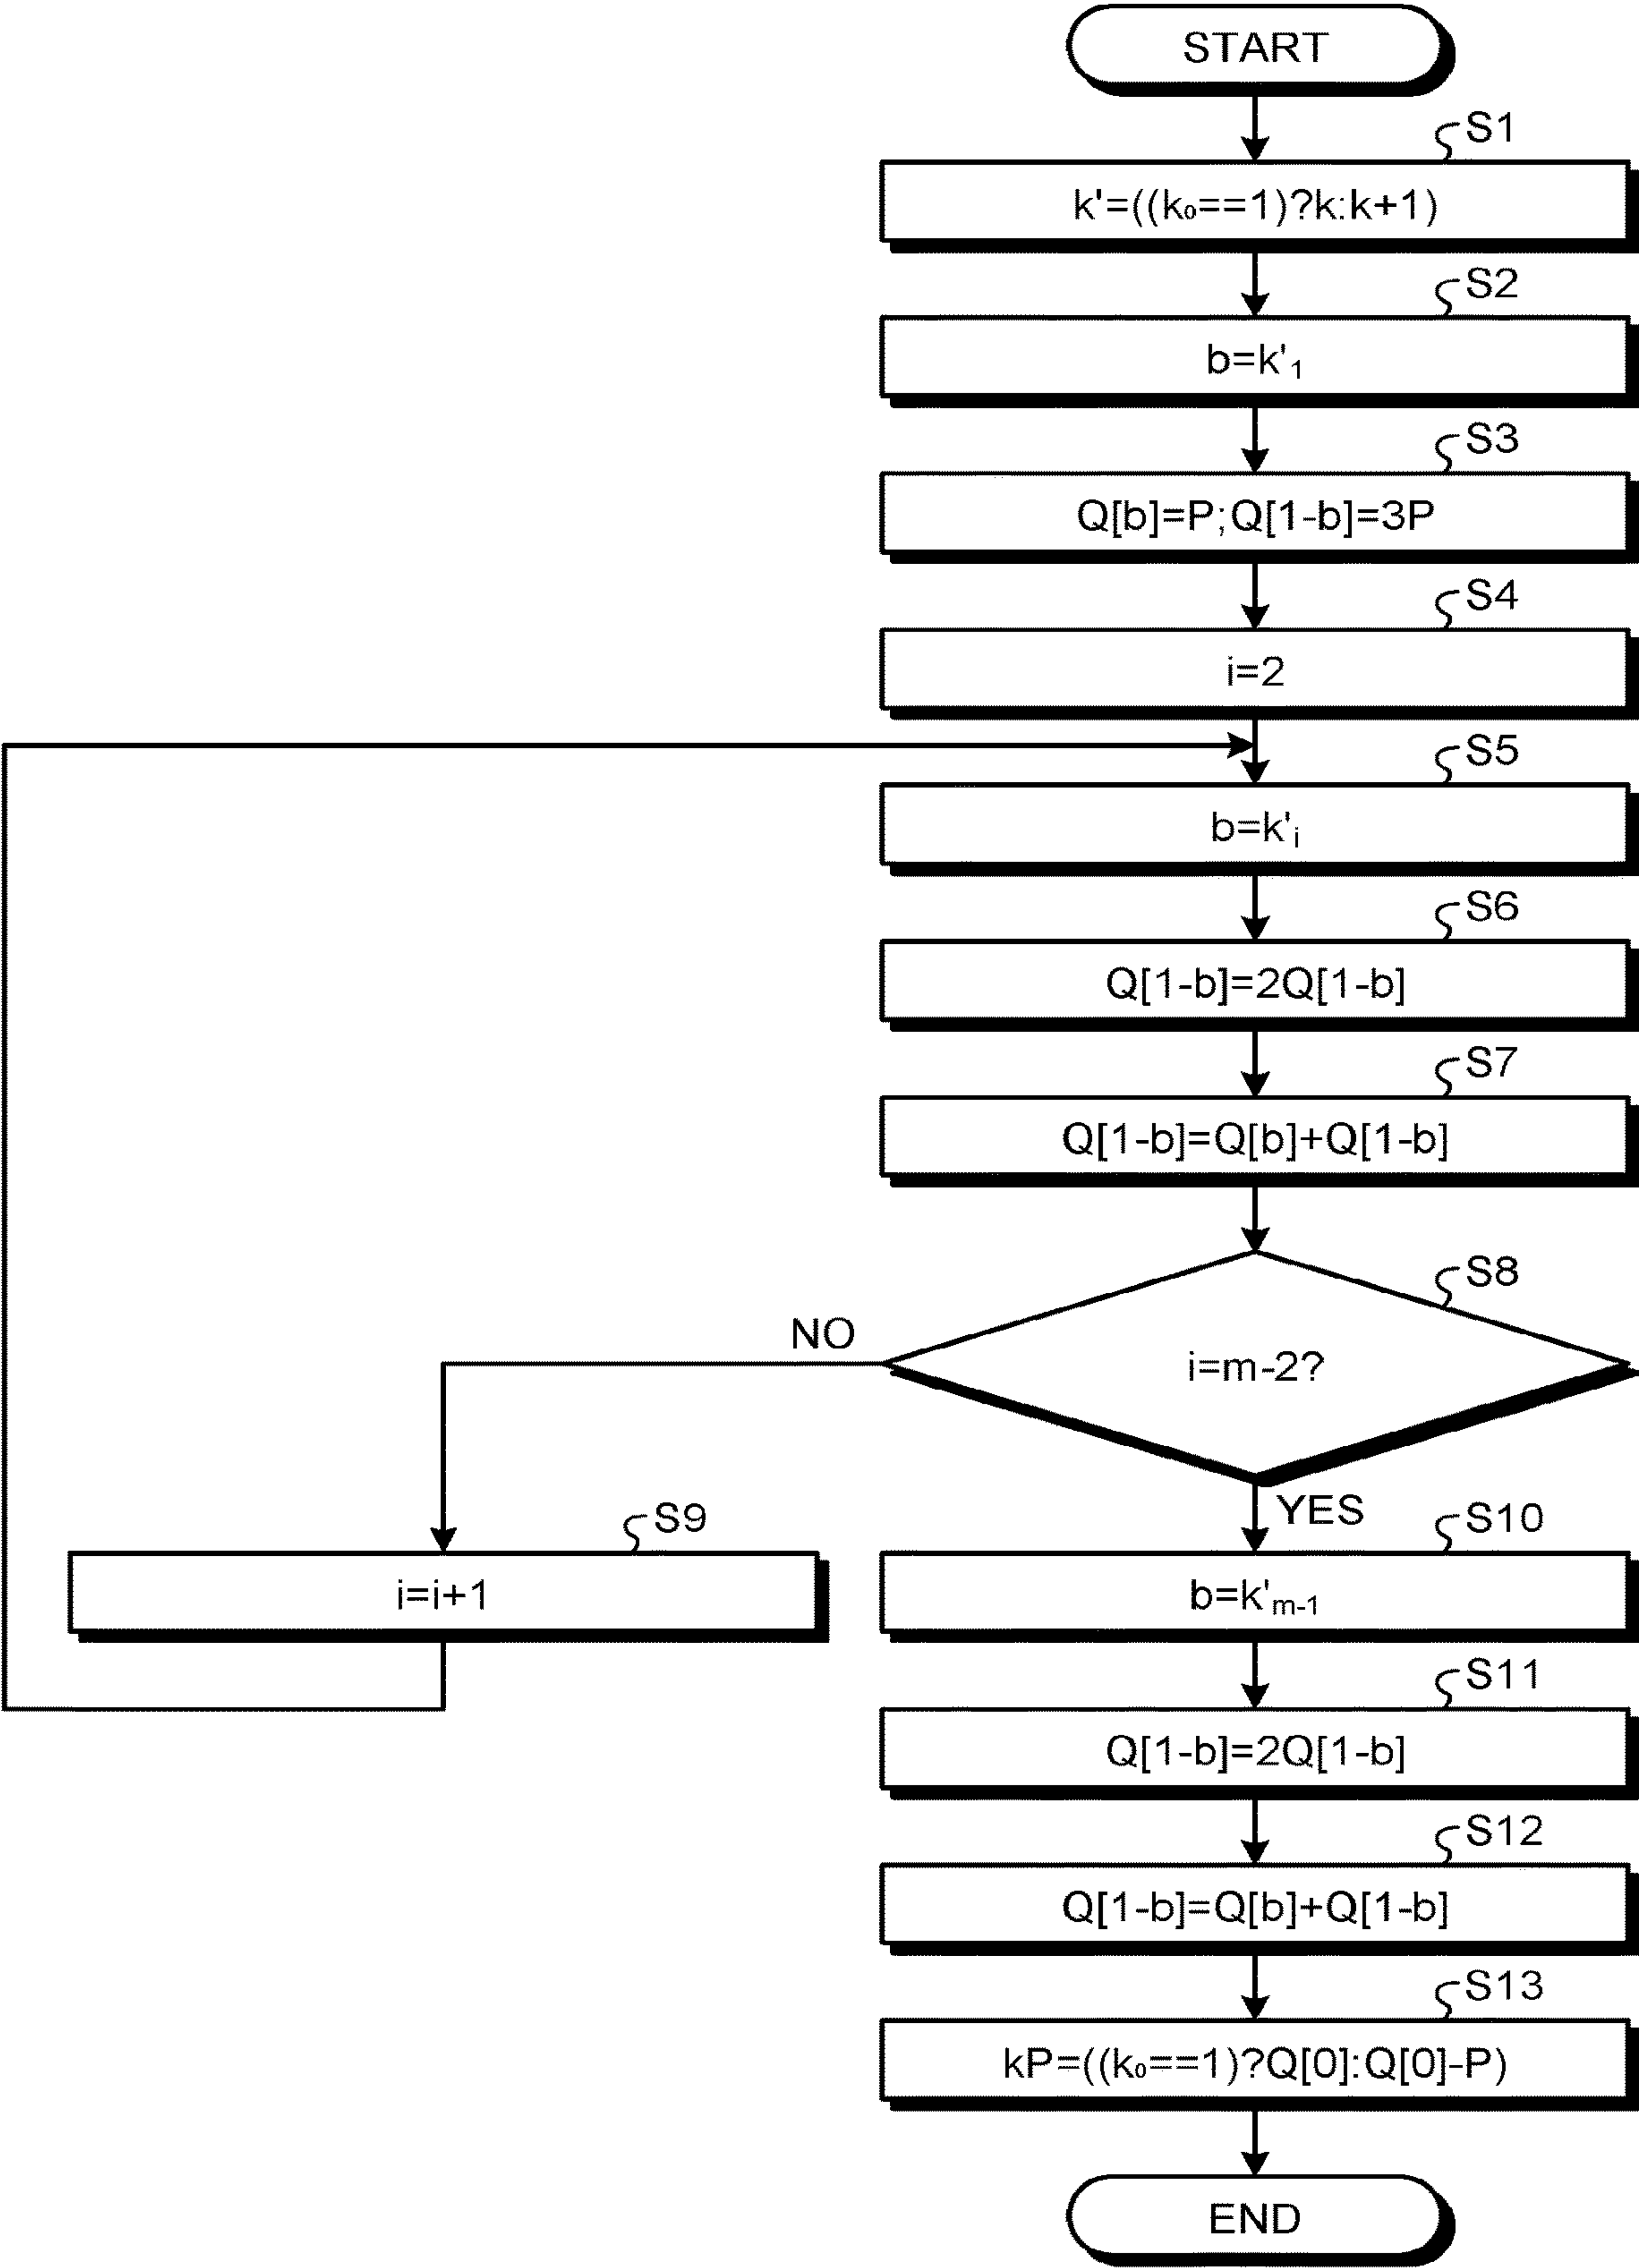 START
S1
k'=((k₀==1)?k:k+1)
S2
b=k'₁
S3
Q[b]=P;Q[1-b]=3P
S4
i=2
S5
b=k'ᵢ
S6
Q[1-b]=2Q[1-b]
S7
Q[1-b]=Q[b]+Q[1-b]
S8
NO
i=m-2?
YES
S9
i=i+1
S10
b=k'ₘ₋₁
S11
Q[1-b]=2Q[1-b]
S12
Q[1-b]=Q[b]+Q[1-b]
S13
kP=((k₀==1)?Q[0]:Q[0]-P)
END